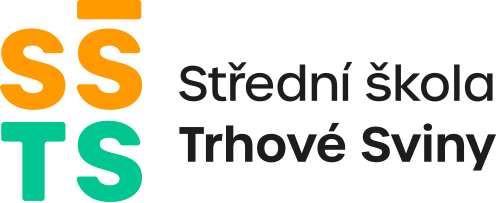 SŠ
TS
Střední škola
Trhové Sviny